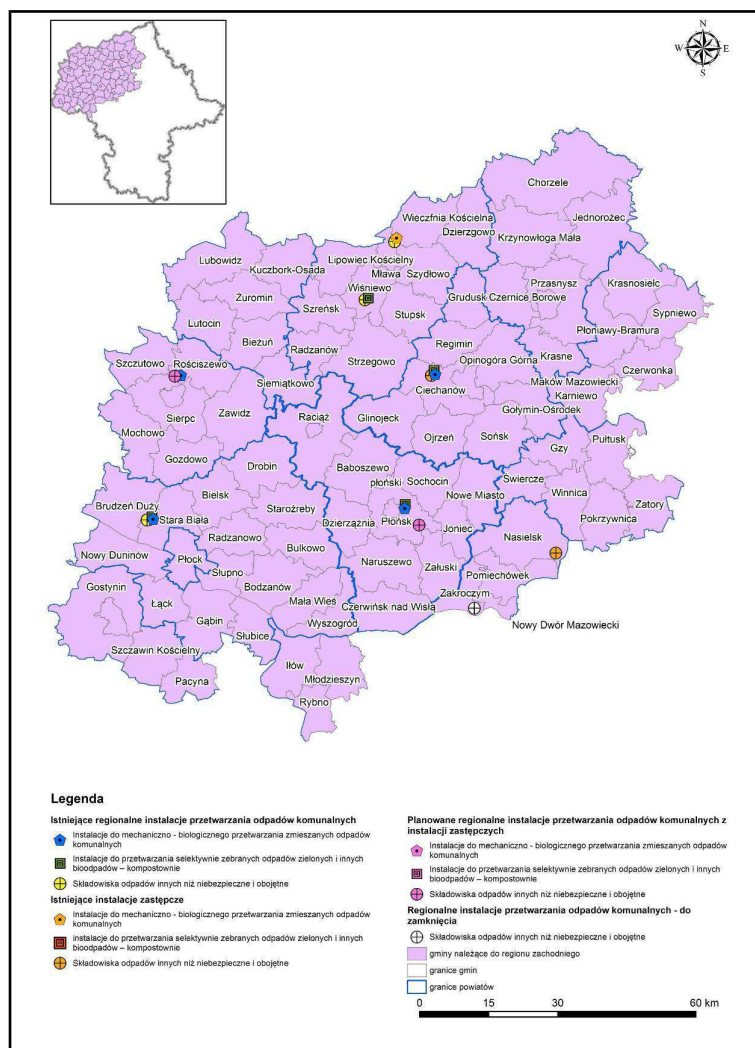 N
W E
S
Chorzele
Wieczfnia Kościelna
Jednorożec
Dzierzgowo
Krzynowłoga Mała
Lubowidz
Lipowiec Kościelny
Kuczbork-Osada
Mława Szydłowo
Przasnysz
Krasnosielc
Wiśniewo
Żuromin
Grudusk Czernice Borowe
Szreńsk
Sypniewo
Stupsk
Lutocin
Płoniawy-Bramura
Bieżuń
Regimin
Radzanów
Krasne
Szczutowo Rościszewo
Strzegowo
Opinogóra Górna
Czerwonka
Siemiątkowo
Maków Mazowiecki
Ciechanów
Karniewo
Sierpc
Zawidz
Raciąż
Glinojeck
Gołymin-Ośrodek
Mochowo
Ojrzeń
Sońsk
Pułtusk
Gzy
Gozdowo
Drobin
Baboszewo
Sochocin
płoński
Świercze
Bielsk
Nowe Miasto
Winnica
Brudzeń Duży
Zatory
Staroźreby
Stara Biała
Dzierzążnia
Płońsk
Joniec
Pokrzywnica
Radzanowo
Nasielsk
Bulkowo
Nowy Duninów
Płock
Naruszewo
Załuski
Słupno
Pomiechówek
Gostynin
Bodzanów
Zakroczym
Łąck
Mała Wieś
Czerwińsk nad Wisłą
Gąbin
Wyszogród
Nowy Dwór Mazowiecki
Słubice
Szczawin Kościelny
Iłów
Pacyna
Młodzieszyn
Rybno
Legenda
Istniejące regionalne instalacje przetwarzania odpadów komunalnych
Instalacje do mechaniczno - biologicznego przetwarzania zmieszanych odpadów
komunalnych
Instalacje do przetwarzania selektywnie zebranych odpadów zielonych i innych
bioodpadów – kompostownie
Składowiska odpadów innych niż niebezpieczne i obojętne
Istniejące instalacje zastępcze
Instalacje do mechaniczno - biologicznego przetwarzania zmieszanych odpadów
komunalnych
instalacje do przetwarzania selektywnie zebranych odpadów zielonych i innych
bioodpadów – kompostownie
Składowiska odpadów innych niż niebezpieczne i obojętne
Planowane regionalne instalacje przetwarzania odpadów komunalnych z
instalacji zastępczych
Instalacje do mechaniczno - biologicznego przetwarzania zmieszanych odpadów
komunalnych
Instalacje do przetwarzania selektywnie zebranych odpadów zielonych i innych
bioodpadów – kompostownie
Składowiska odpadów innych niż niebezpieczne i obojętne
Regionalne instalacje przetwarzania odpadów komunalnych - do
zamknięcia
Składowiska odpadów innych niż niebezpieczne i obojętne
gminy należące do regionu zachodniego
granice gmin
granice powiatów
0 15 30 60 km